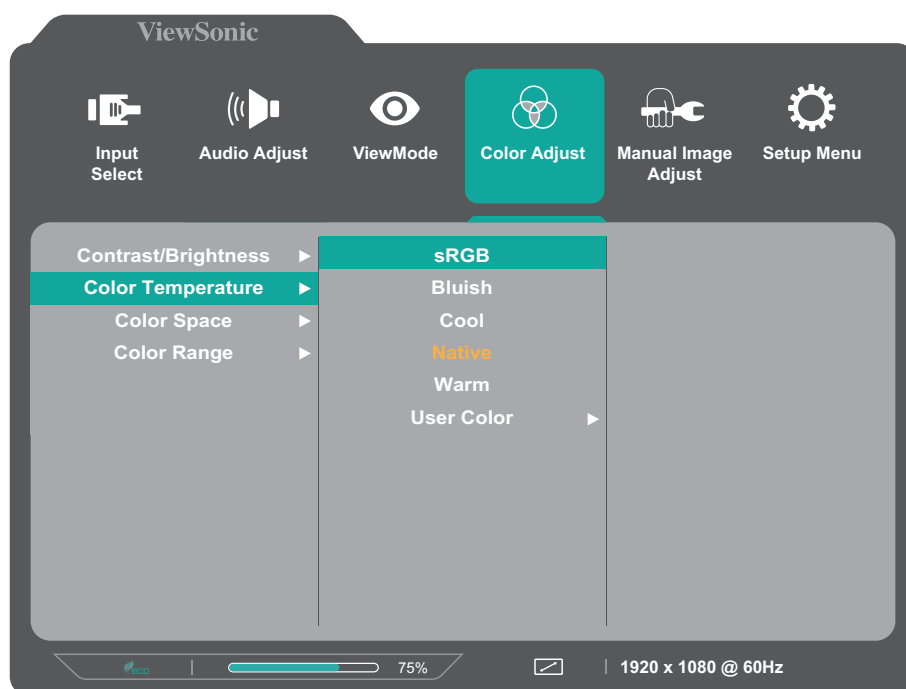 ViewSonic
Input Select
Audio Adjust
ViewMode
Color Adjust
Manual Image Adjust
Setup Menu
Contrast/Brightness ▶
Color Temperature ▶
Color Space ▶
Color Range ▶
sRGB
Bluish
Cool
Native
Warm
User Color ▶
eco
75%
1920 x 1080 @ 60Hz